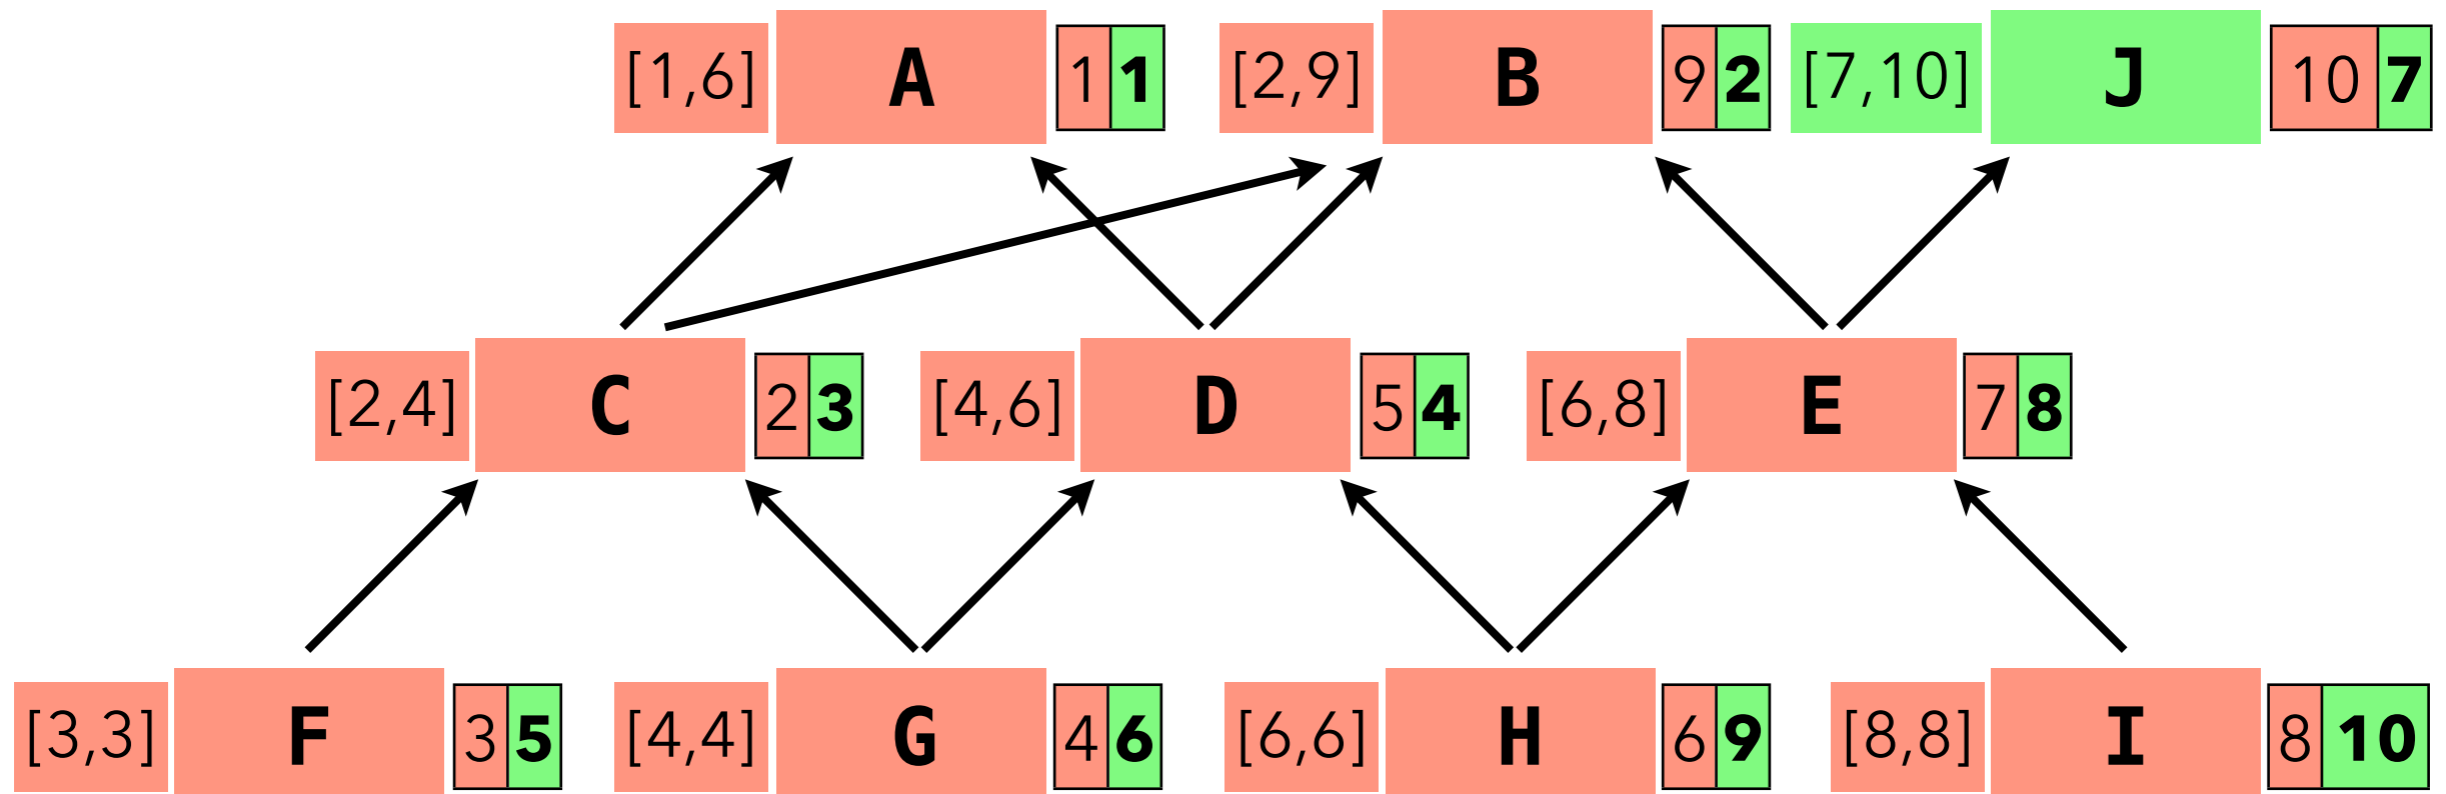 [1,6] A 1 1 [2,9] B 9 2 [7,10] J 10 7
[2,4] C 2 3 [4,6] D 5 4 [6,8] E 7 8
[3,3] F 3 5 [4,4] G 4 6 [6,6] H 6 9 [8,8] I 8 10